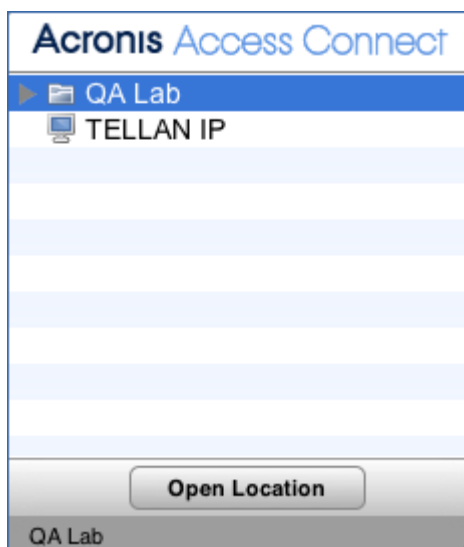 Acronis Access Connect
QA Lab
TELLAN IP
Open Location
QA Lab